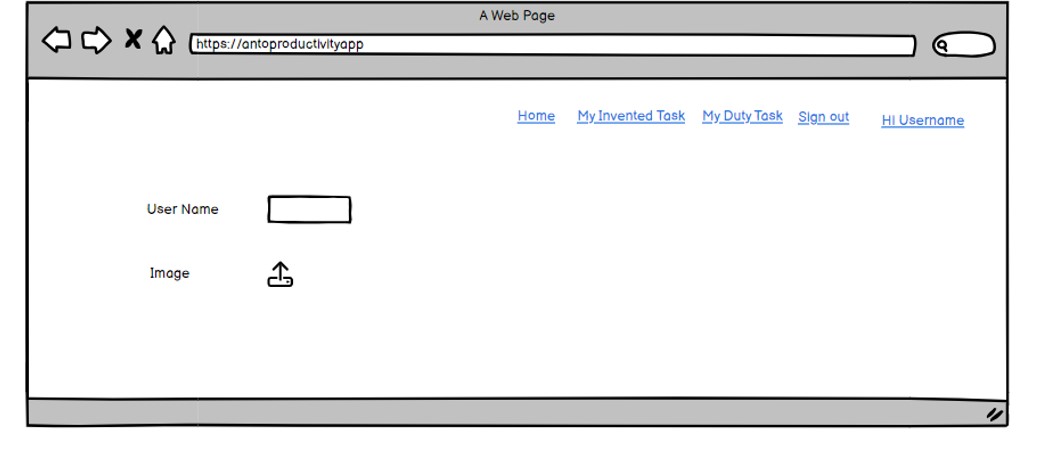 A Web Page
https://antoproductivityapp
Home My Invented Task My Duty Task Sign out Hi Username
User Name
Image